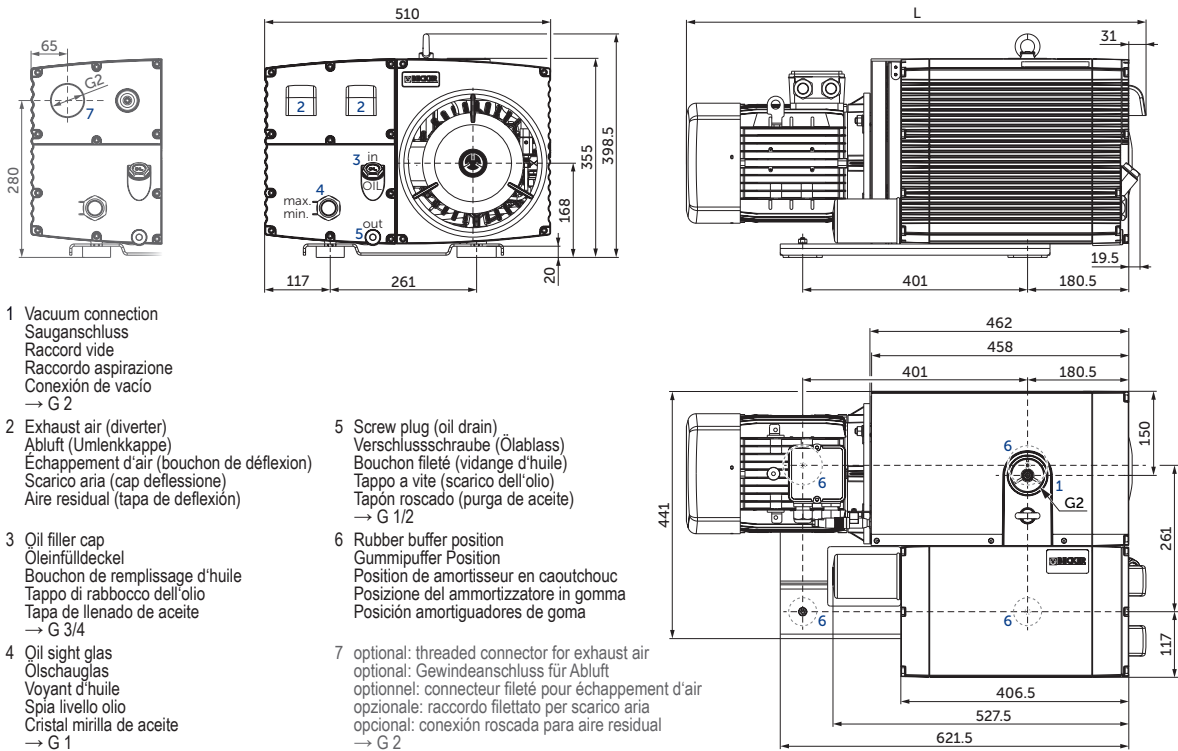 65
G2
7
280
510
BECKER
2
2
3
in
OIL
4
max.
min.
out
5
168
355
398.5
20
117
261
L
31
19.5
401
180.5
462
458
401
180.5
150
6
6
1
G2
441
261
BECKER
6
6
117
406.5
527.5
621.5
1 Vacuum connection
Sauganschluss
Raccord vide
Raccordo aspirazione
Conexión de vacío
→ G 2
2 Exhaust air (diverter)
Abluft (Umlenkkappe)
Échappement d‘air (bouchon de déflexion)
Scarico aria (cap deflessione)
Aire residual (tapa de deflexión)
3 Oil filler cap
Öleinfülldeckel
Bouchon de remplissage d‘huile
Tappo di rabbocco dell‘olio
Tapa de llenado de aceite
→ G 3/4
4 Oil sight glas
Ölschauglas
Voyant d‘huile
Spia livello olio
Cristal mirilla de aceite
→ G 1
5 Screw plug (oil drain)
Verschlussschraube (Ölablass)
Bouchon fileté (vidange d‘huile)
Tappo a vite (scarico dell‘olio)
Tapón roscado (purga de aceite)
→ G 1/2
6 Rubber buffer position
Gummipuffer Position
Position de amortisseur en caoutchouc
Posizione del ammortizzatore in gomma
Posición amortiguadores de goma
7 optional: threaded connector for exhaust air
optional: Gewindeanschluss für Abluft
optionnel: connecteur fileté pour échappement d‘air
opzionale: raccordo filettato per scarico aria
opcional: conexión roscada para aire residual
→ G 2